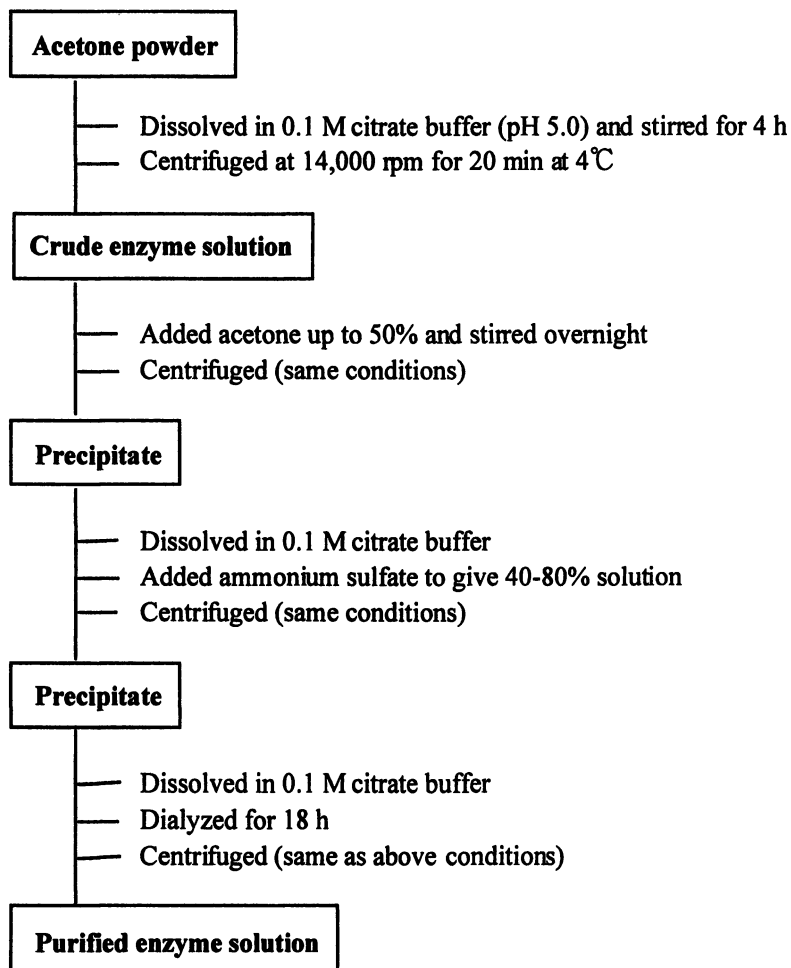 Acetone powder
Dissolved in 0.1 M citrate buffer (pH 5.0) and stirred for 4 h
Centrifuged at 14,000 rpm for 20 min at 4℃
Crude enzyme solution
Added acetone up to 50% and stirred overnight
Centrifuged (same conditions)
Precipitate
Dissolved in 0.1 M citrate buffer
Added ammonium sulfate to give 40-80% solution
Centrifuged (same conditions)
Precipitate
Dissolved in 0.1 M citrate buffer
Dialyzed for 18 h
Centrifuged (same as above conditions)
Purified enzyme solution